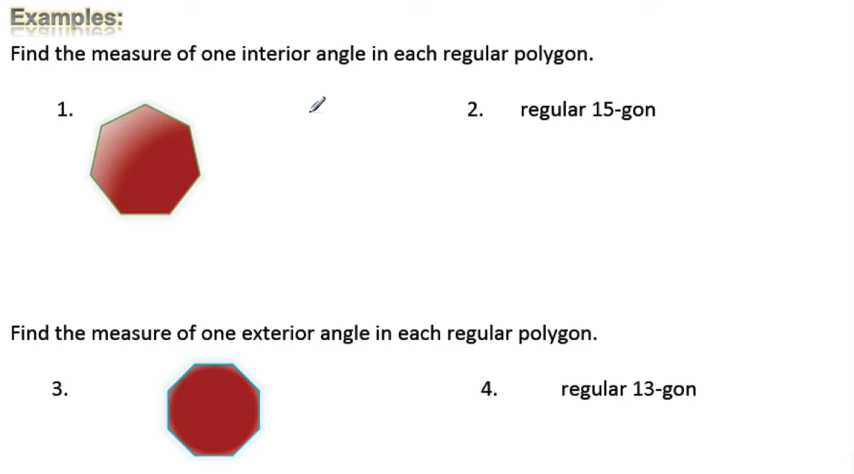 Examples:
Find the measure of one interior angle in each regular polygon.
1.
2. regular 15-gon
Find the measure of one exterior angle in each regular polygon.
3.
4. regular 13-gon